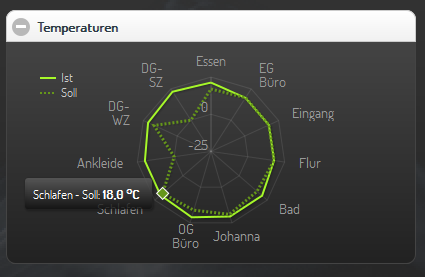 Temperaturen
Ist
Soll
Essen
DG-
SZ
EG
Büro
DG-
WZ
0
Eingang
-25
Ankleide
Flur
Schlafen - Soll: 18,0 °C
Schlafen
Bad
OG
Büro
Johanna